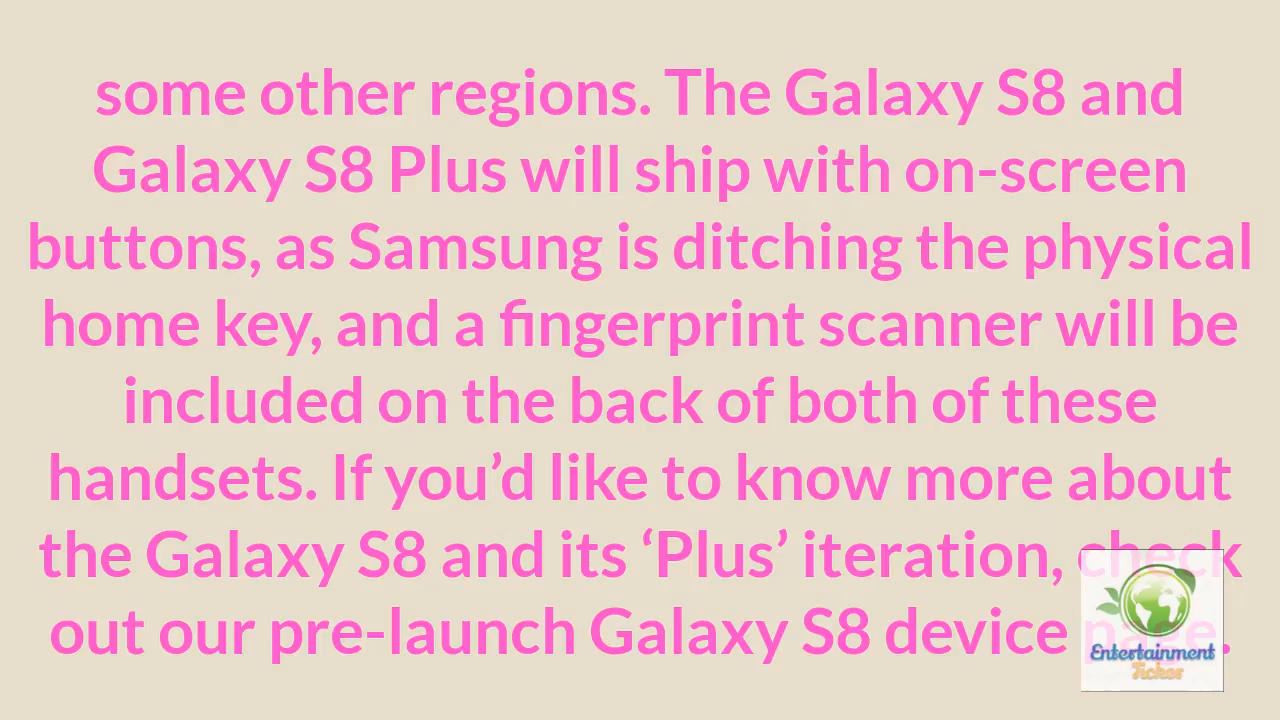 some other regions. The Galaxy S8 and
Galaxy S8 Plus will ship with on-screen
buttons, as Samsung is ditching the physical
home key, and a fingerprint scanner will be
included on the back of both of these
handsets. If you’d like to know more about
the Galaxy S8 and its ‘Plus’ iteration, check
out our pre-launch Galaxy S8 device page.
Entertainment
Ticker